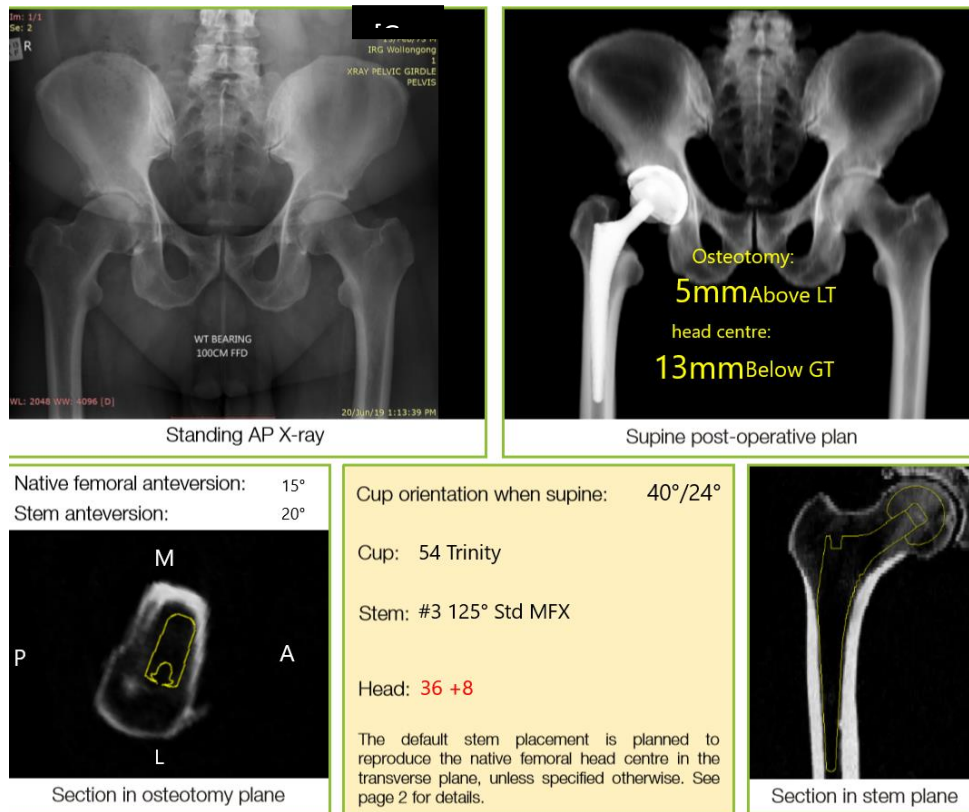 Im: 1/1
Se: 2
R
IRG Wollongong
1
XRAY PELVIC GIRDLE
PELVIS
WT BEARING
100CM FFD
WL: 2048 WW: 4096 [D]
20/Jun/19 1:13:39 PM
Standing AP X-ray
Osteotomy:
5mm Above LT
head centre:
13mm Below GT
Supine post-operative plan
Native femoral anteversion: 15°
Stem anteversion: 20°
M
P
A
L
Section in osteotomy plane
Cup orientation when supine: 40°/24°
Cup: 54 Trinity
Stem: #3 125° Std MFX
Head: 36 +8
The default stem placement is planned to
reproduce the native femoral head centre in the
transverse plane, unless specified otherwise. See
page 2 for details.
Section in stem plane